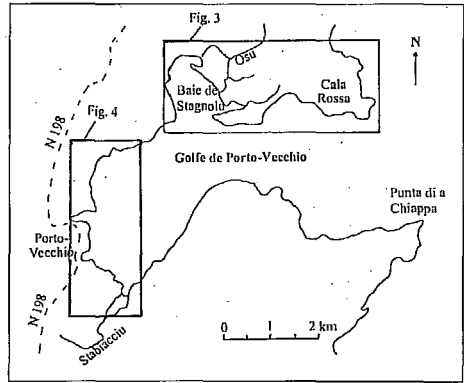 Fig. 3
Osu
N
Baie de
Stagnolu
Cala
Rossa
Fig. 4
N 198
Golfe de Porto-Vecchio
Punta di a
Chiappa
Porto-
Vecchio
N 198
Stabiacciu
0 1 2 km